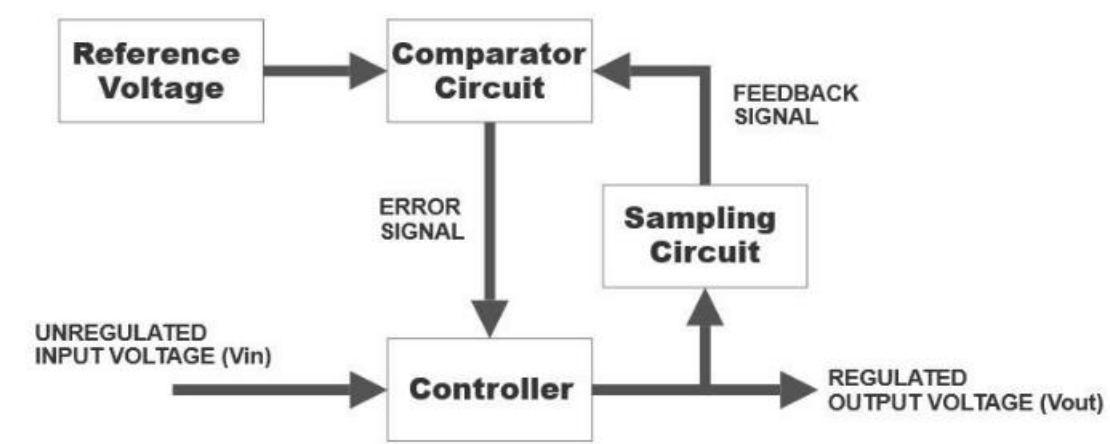 Reference
Voltage
Comparator
Circuit
FEEDBACK
SIGNAL
ERROR
SIGNAL
Sampling
Circuit
UNREGULATED
INPUT VOLTAGE (Vin)
Controller
REGULATED
OUTPUT VOLTAGE (Vout)